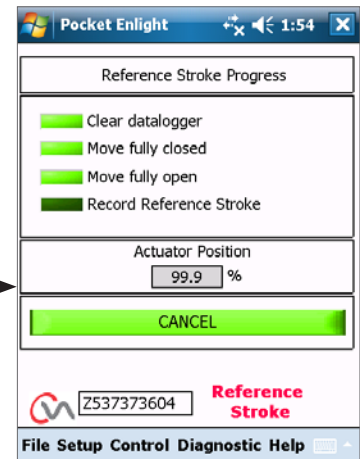 Pocket Enlight 1:54
Reference Stroke Progress
Clear datalogger
Move fully closed
Move fully open
Record Reference Stroke
Actuator Position
99.9 %
CANCEL
Z537373604
Reference
Stroke
File Setup Control Diagnostic Help